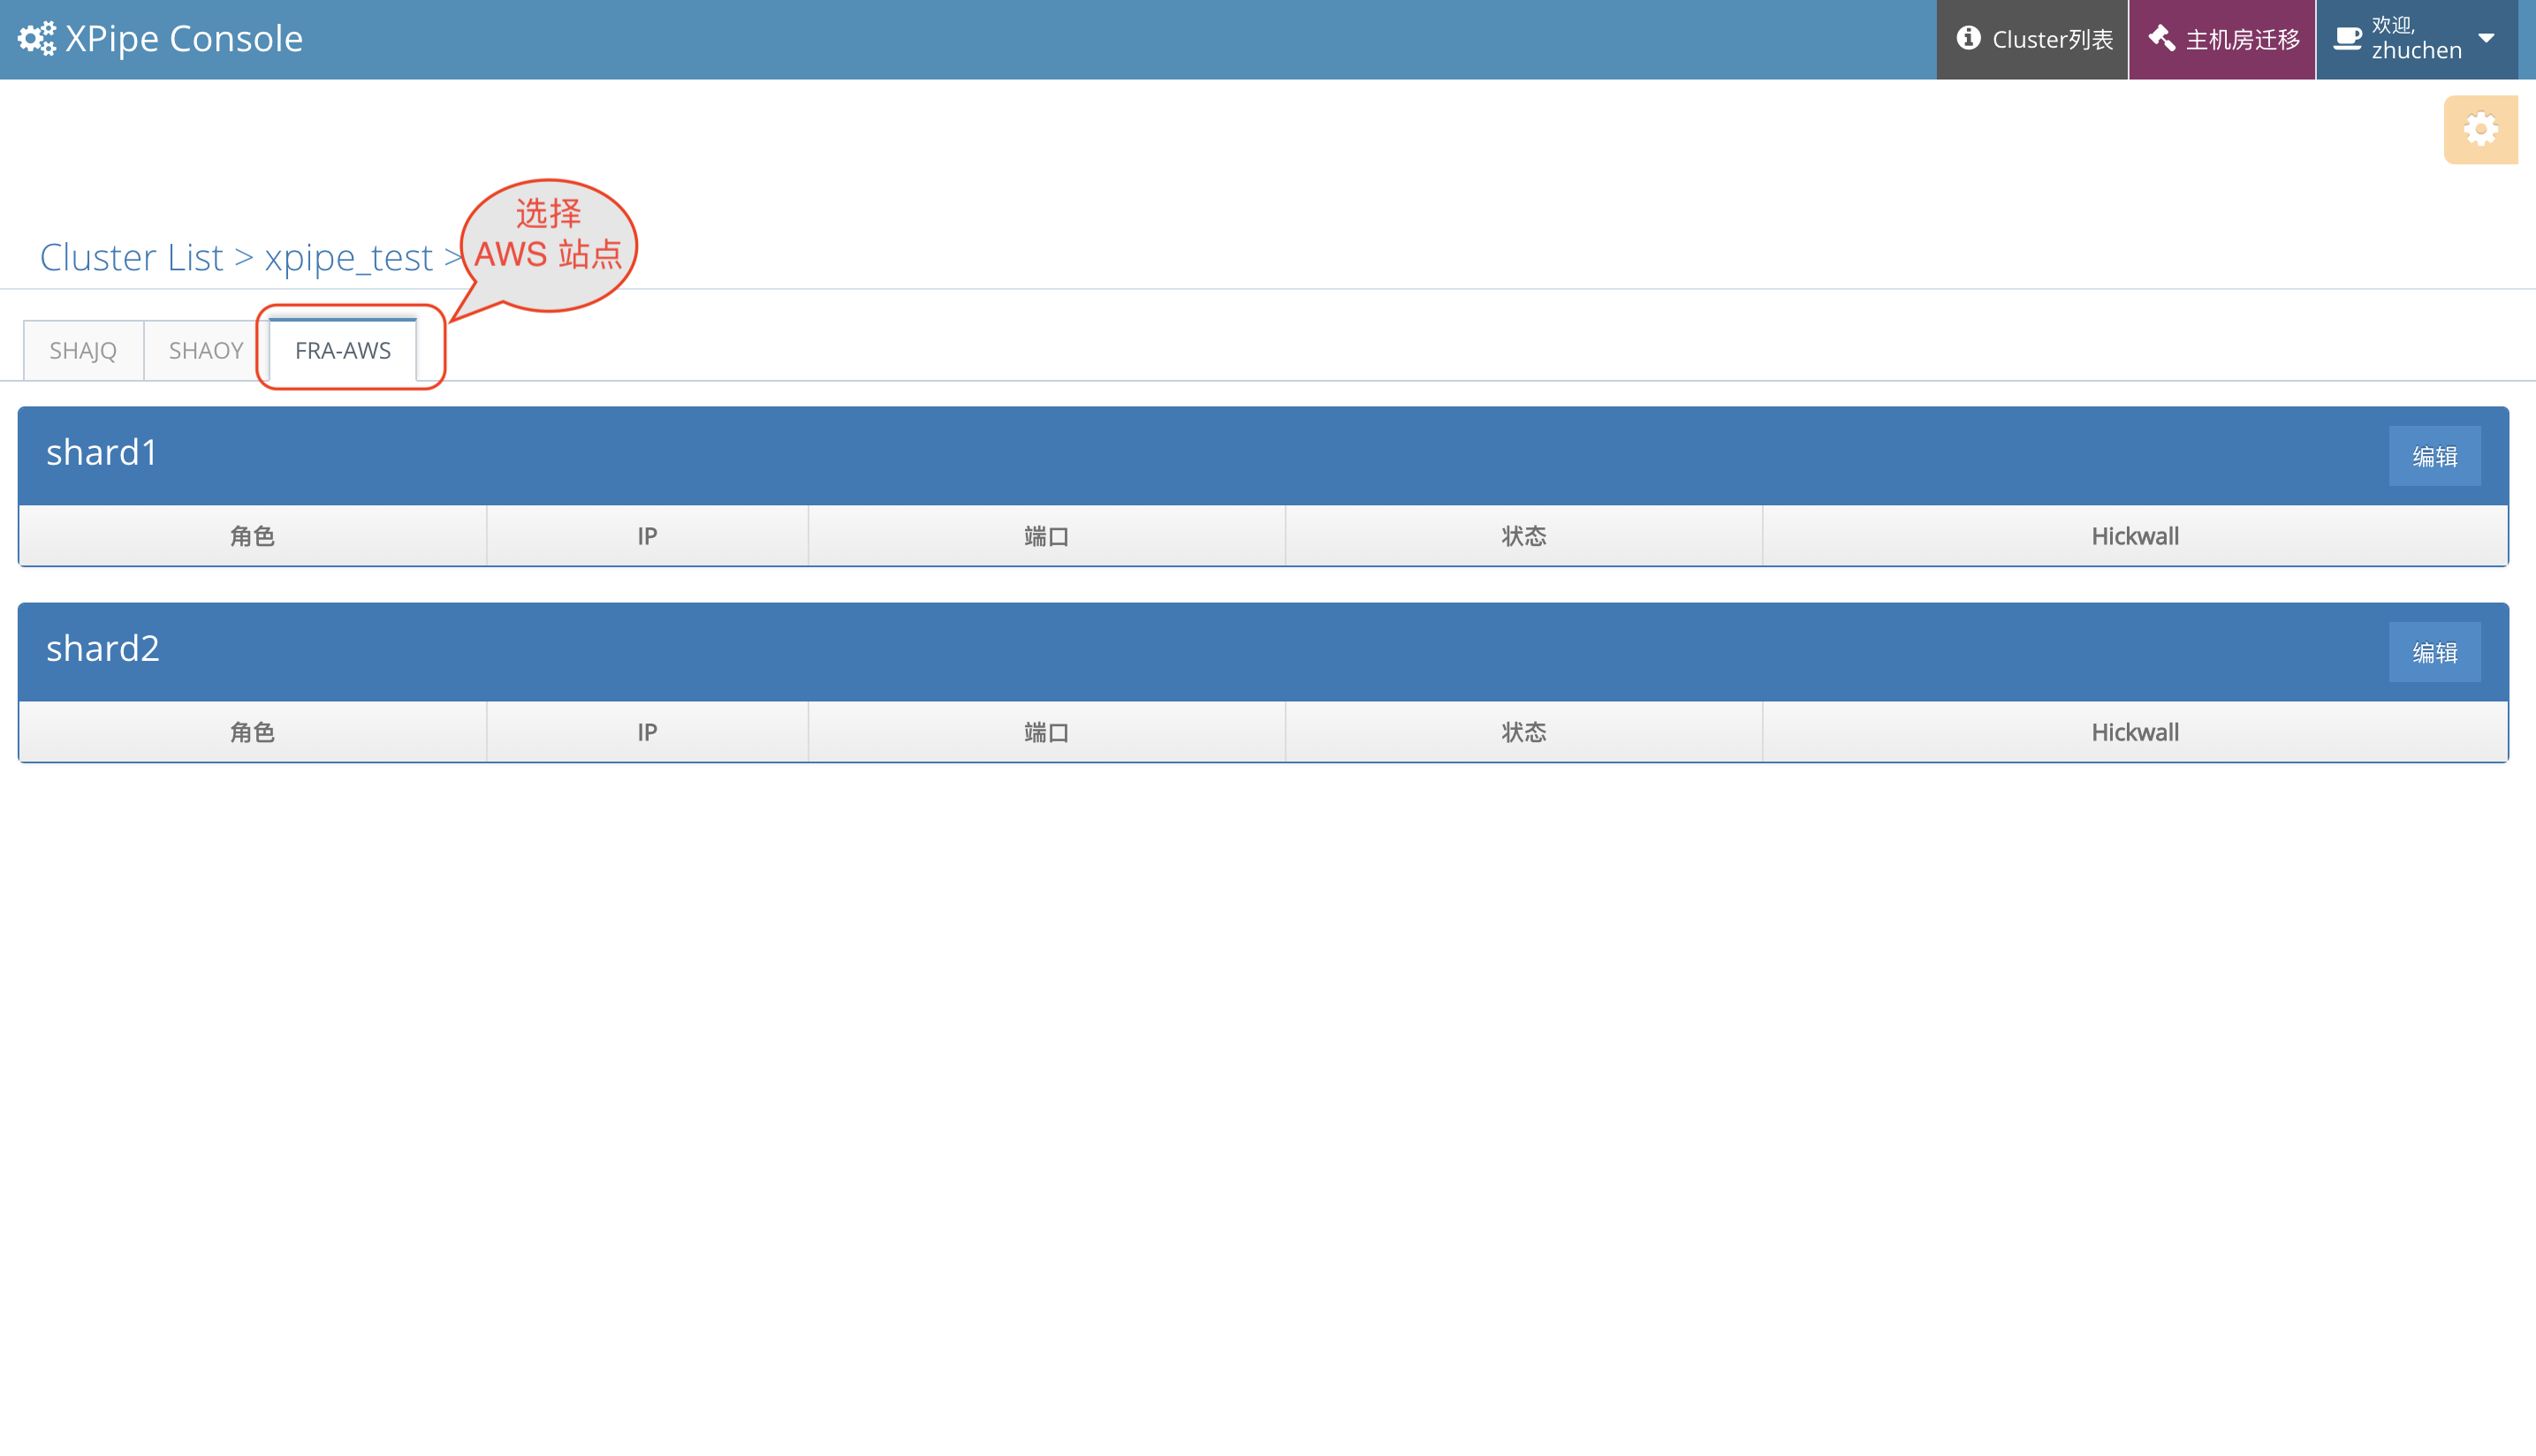 XPipe Console
Cluster列表
主机房迁移
欢迎,
zhuchen
选择
AWS 站点
Cluster List > xpipe_test >
SHAJQ
SHAOY
FRA-AWS
shard1
编辑
角色 IP 端口 状态 Hickwall
shard2
编辑
角色 IP 端口 状态 Hickwall